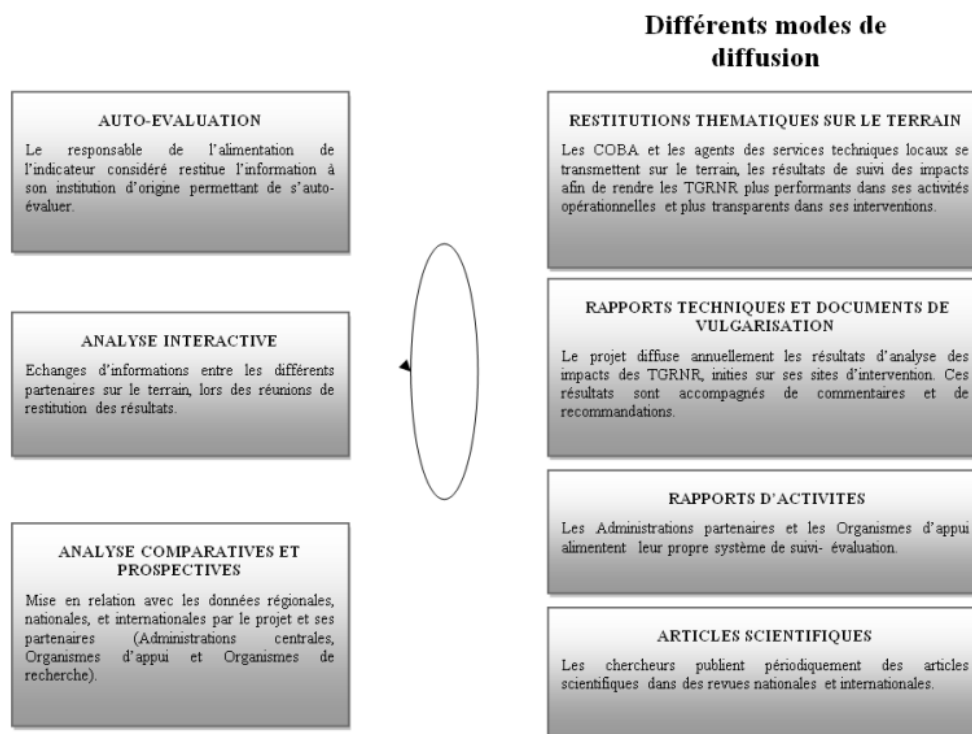 Différents modes de
diffusion
AUTO-EVALUATION
Le responsable de l'alimentation de
l'indicateur considéré restitue l'information à
son institution d'origine permettant de s'auto-
évaluer.
ANALYSE INTERACTIVE
Echanges d'informations entre les différents
partenaires sur le terrain, lors des réunions de
restitution des résultats.
ANALYSE COMPARATIVES ET
PROSPECTIVES
Mise en relation avec les données régionales,
nationales, et internationales par le projet et ses
partenaires (Administrations centrales,
Organismes d'appui et Organismes de
recherche).
RESTITUTIONS THEMATIQUES SUR LE TERRAIN
Les COBA et les agents des services techniques locaux se
transmettent sur le terrain, les résultats de suivi des impacts
afin de rendre les TGRNR plus performants dans ses activités
opérationnelles et plus transparents dans ses interventions.
RAPPORTS TECHNIQUES ET DOCUMENTS DE
VULGARISATION
Le projet diffuse annuellement les résultats d'analyse des
impacts des TGRNR, inities sur ses sites d'intervention. Ces
résultats sont accompagnés de commentaires et de
recommandations.
RAPPORTS D'ACTIVITES
Les Administrations partenaires et les Organismes d'appui
alimentent leur propre système de suivi- évaluation.
ARTICLES SCIENTIFIQUES
Les chercheurs publient périodiquement des articles
scientifiques dans des revues nationales et internationales.